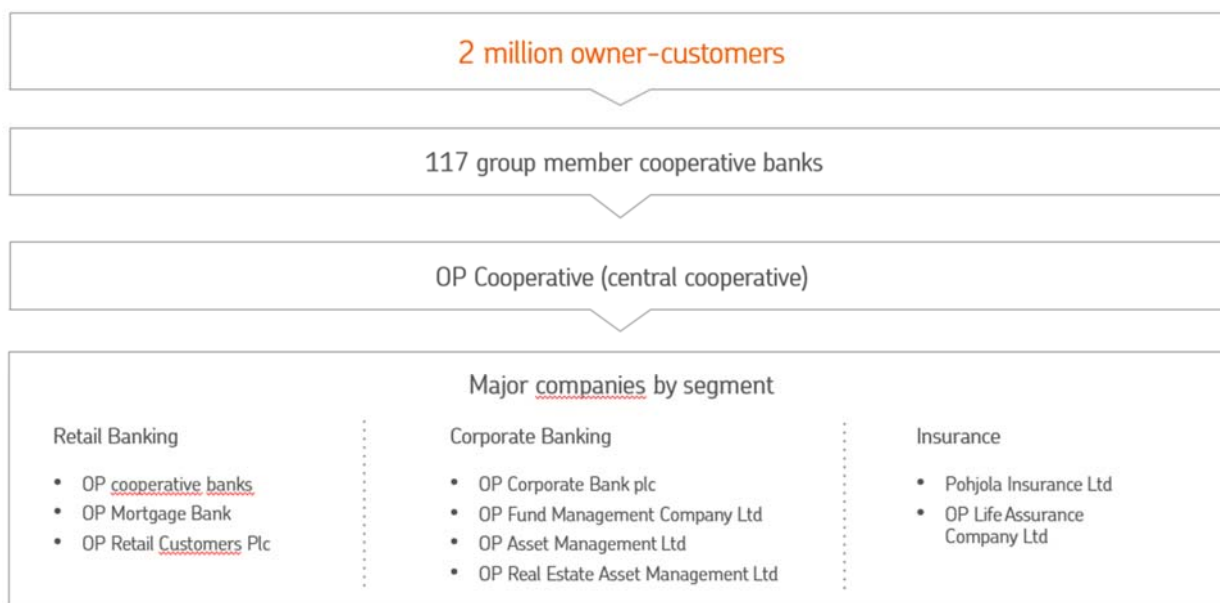 2 million owner-customers
117 group member cooperative banks
OP Cooperative (central cooperative)
Major companies by segment
Retail Banking
• OP cooperative banks
• OP Mortgage Bank
• OP Retail Customers Plc
Corporate Banking
• OP Corporate Bank plc
• OP Fund Management Company Ltd
• OP Asset Management Ltd
• OP Real Estate Asset Management Ltd
Insurance
• Pohjola Insurance Ltd
• OP Life Assurance
Company Ltd